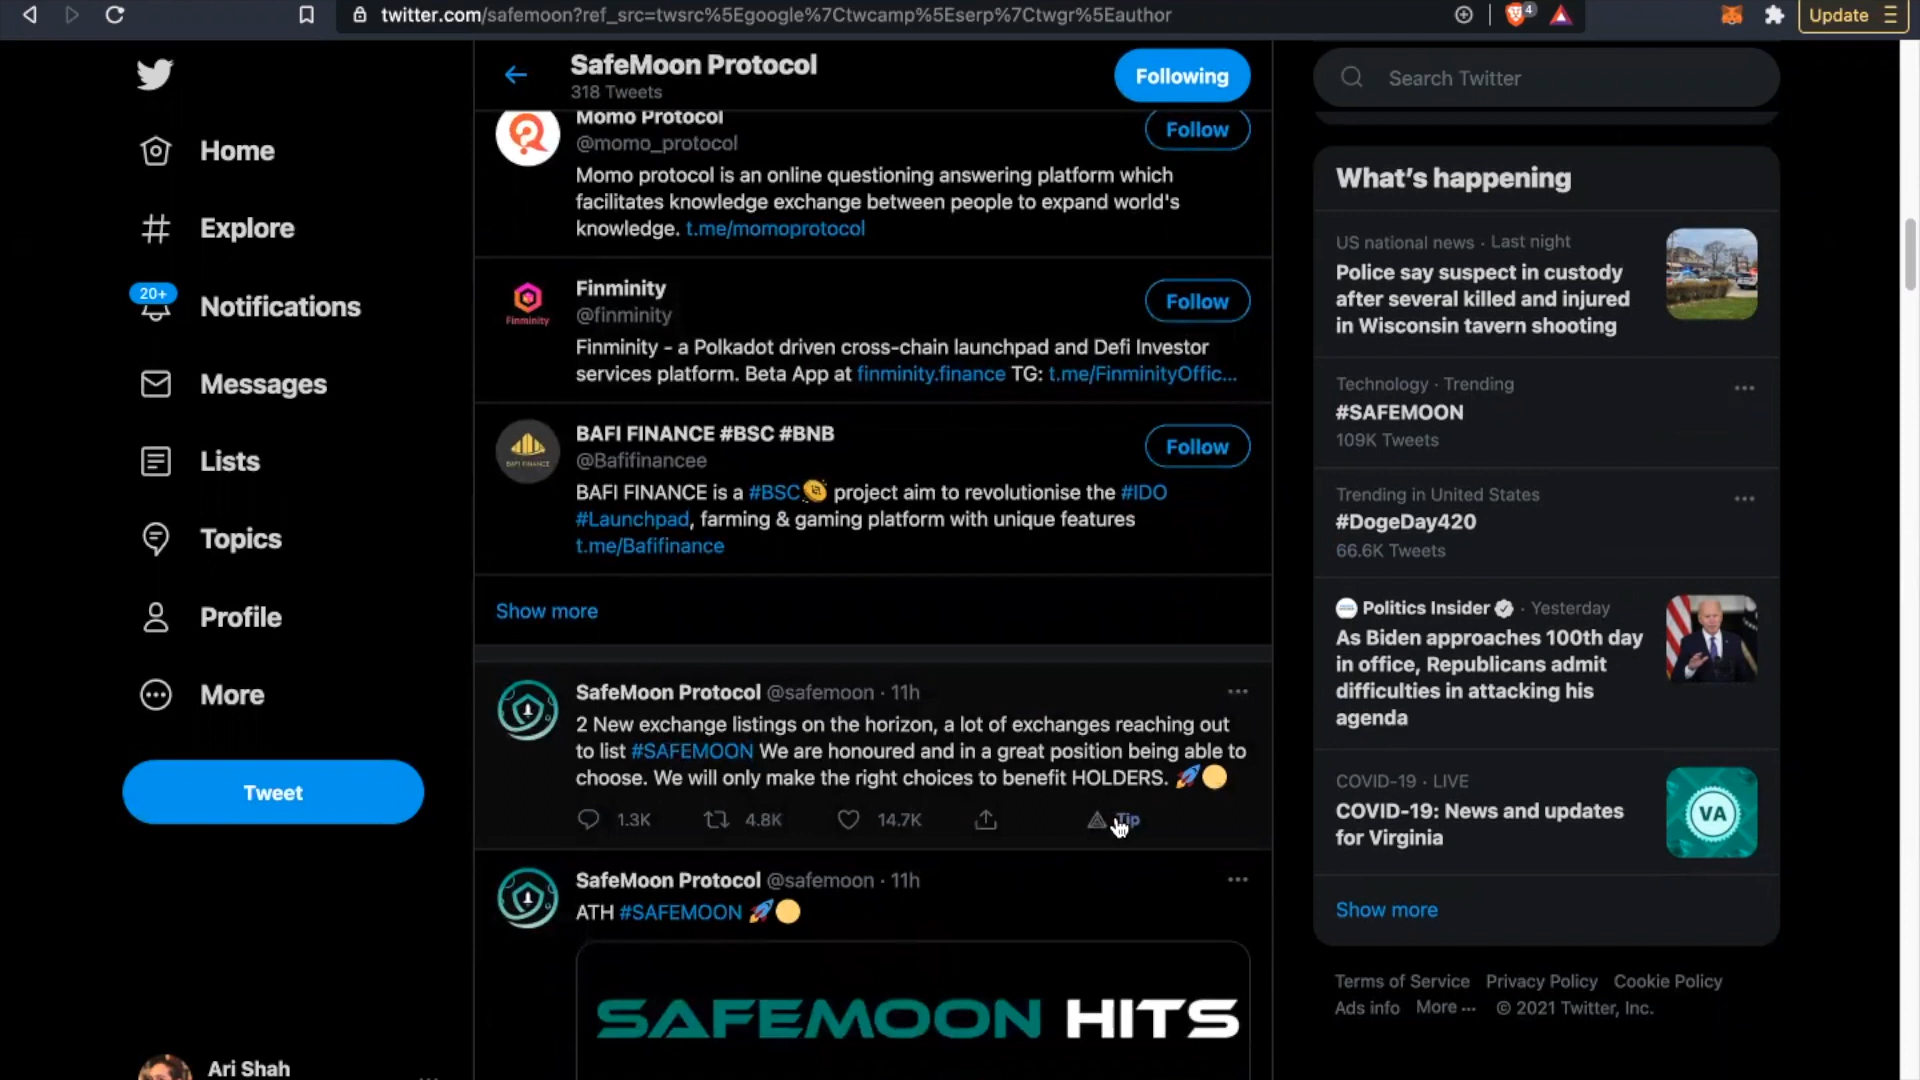 twitter.com/safemoon?ref_src=twsrc%5Egoogle%7Ctwcamp%5Eserp%7Ctwgr%5Eauthor
4
Update
Home
Explore
20+
Notifications
Messages
Lists
Topics
Profile
More
Tweet
Ari Shah
SafeMoon Protocol
318 Tweets
Following
Momo Protocol
@momo_protocol
Follow
Momo protocol is an online questioning answering platform which
facilitates knowledge exchange between people to expand world's
knowledge. t.me/momoprotocol
Finminity
Finminity
@finminity
Follow
Finminity - a Polkadot driven cross-chain launchpad and Defi Investor
services platform. Beta App at finminity.finance TG: t.me/FinminityOffic...
BAFI FINANCE
BAFI FINANCE #BSC #BNB
@Bafifinancee
Follow
BAFI FINANCE is a #BSC project aim to revolutionise the #IDO
#Launchpad, farming & gaming platform with unique features
t.me/Bafifinance
Show more
SafeMoon Protocol @safemoon · 11h
2 New exchange listings on the horizon, a lot of exchanges reaching out
to list #SAFEMOON We are honoured and in a great position being able to
choose. We will only make the right choices to benefit HOLDERS. 🚀🌕
1.3K 4.8K 14.7K Tip
SafeMoon Protocol @safemoon · 11h
ATH #SAFEMOON 🚀🌕
SAFEMOON HITS
Search Twitter
What's happening
US national news · Last night
Police say suspect in custody
after several killed and injured
in Wisconsin tavern shooting
Technology · Trending
#SAFEMOON
109K Tweets
Trending in United States
#DogeDay420
66.6K Tweets
Politics Insider · Yesterday
As Biden approaches 100th day
in office, Republicans admit
difficulties in attacking his
agenda
COVID-19 · LIVE
COVID-19: News and updates
for Virginia
VA
Show more
Terms of Service Privacy Policy Cookie Policy
Ads info More ··· © 2021 Twitter, Inc.